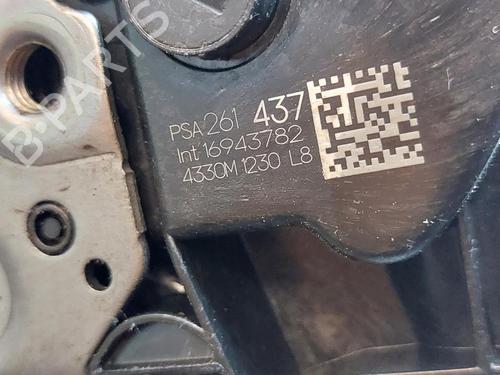 B-PARTS
PSA 261 437
Int 16943782
4330M 1230 L8